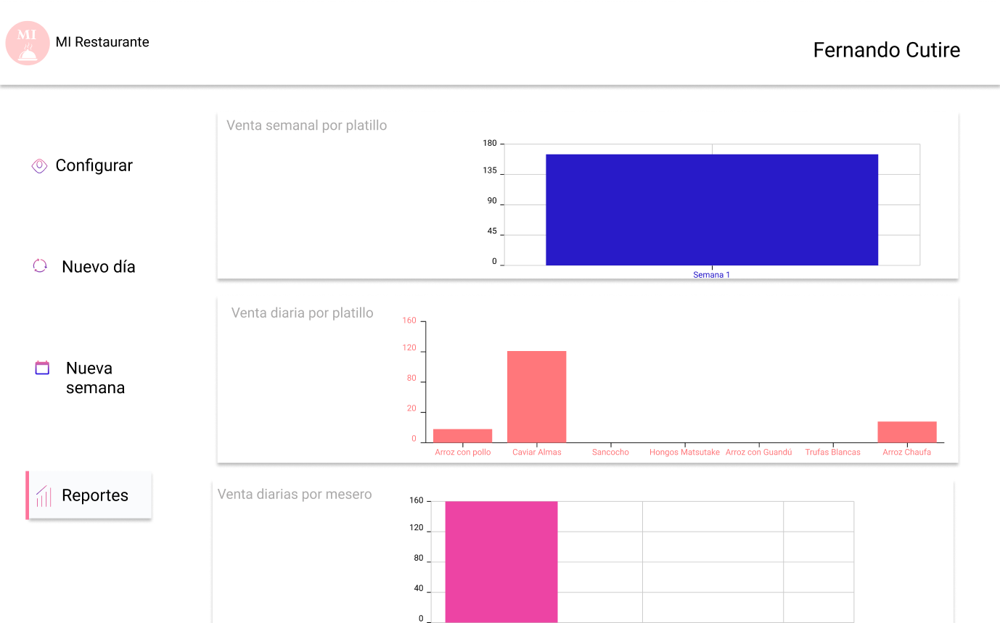 MI
MI Restaurante
Fernando Cutire
Configurar
Nuevo día
Nueva
semana
Reportes
Venta semanal por platillo
180
135
90
45
0
Semana 1
Venta diaria por platillo
160
120
80
20
0
Arroz con pollo Caviar Almas Sancocho Hongos Matsutake Arroz con Guandú Trufas Blancas Arroz Chaufa
Venta diarias por mesero
160
120
80
40
0